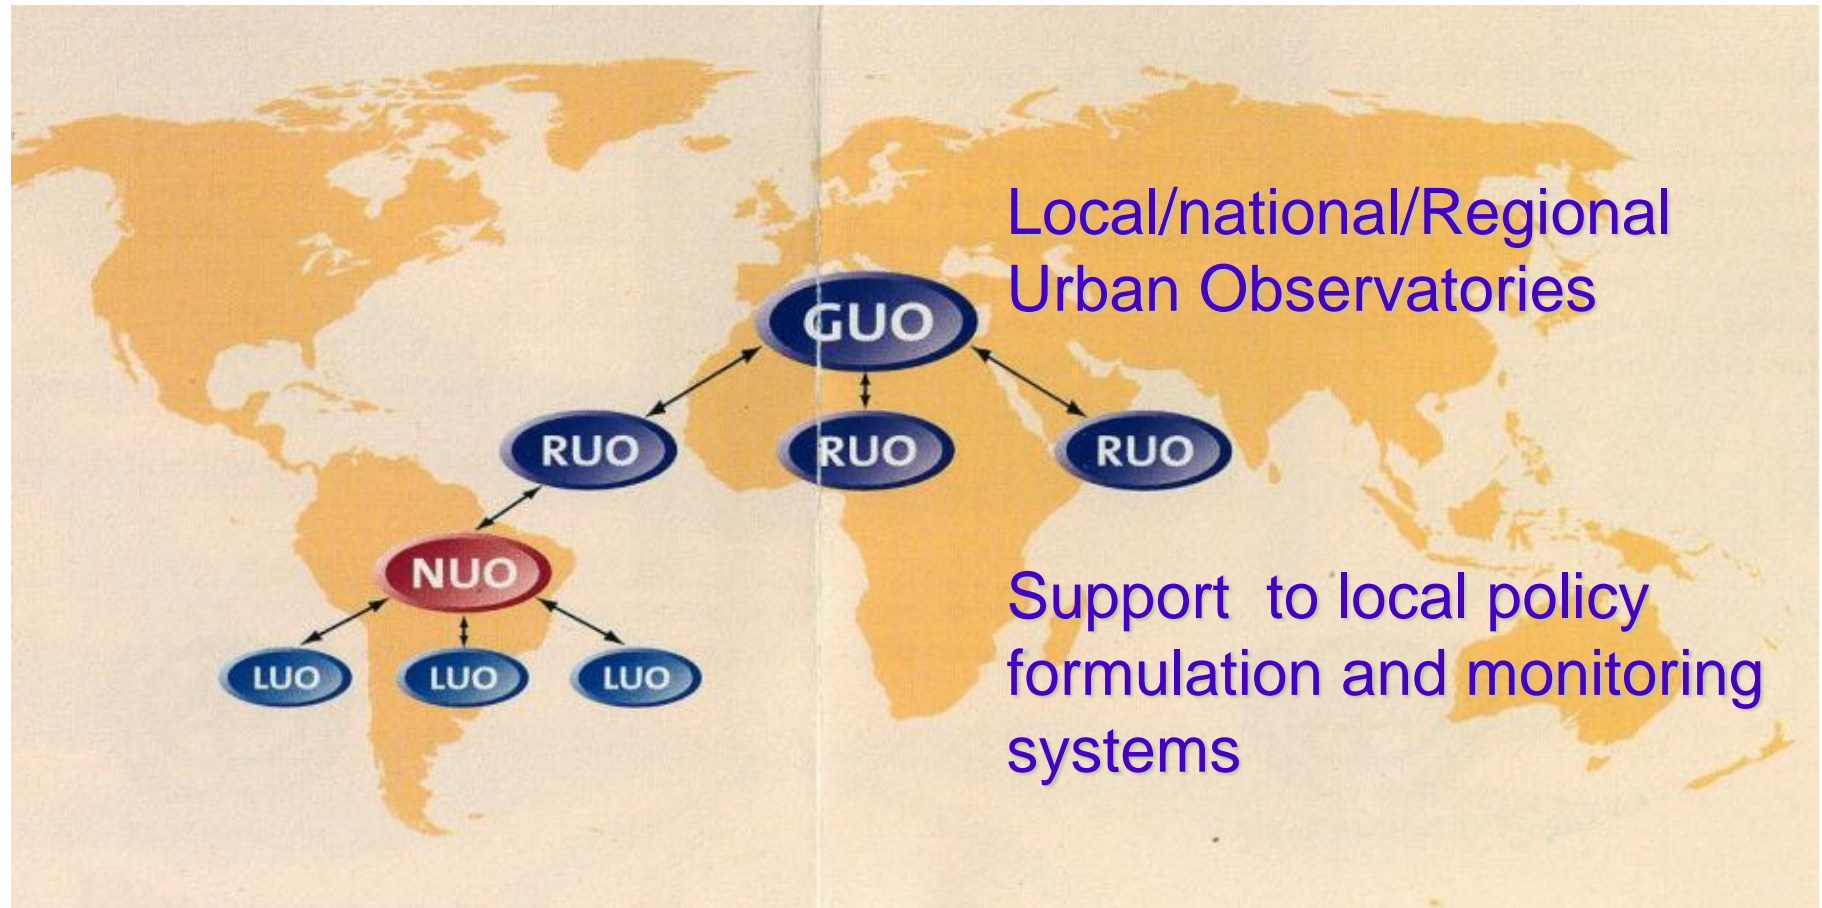 Local/national/Regional
Urban Observatories
GUO
RUO RUO RUO
NUO
LUO LUO LUO
Support to local policy
formulation and monitoring
systems